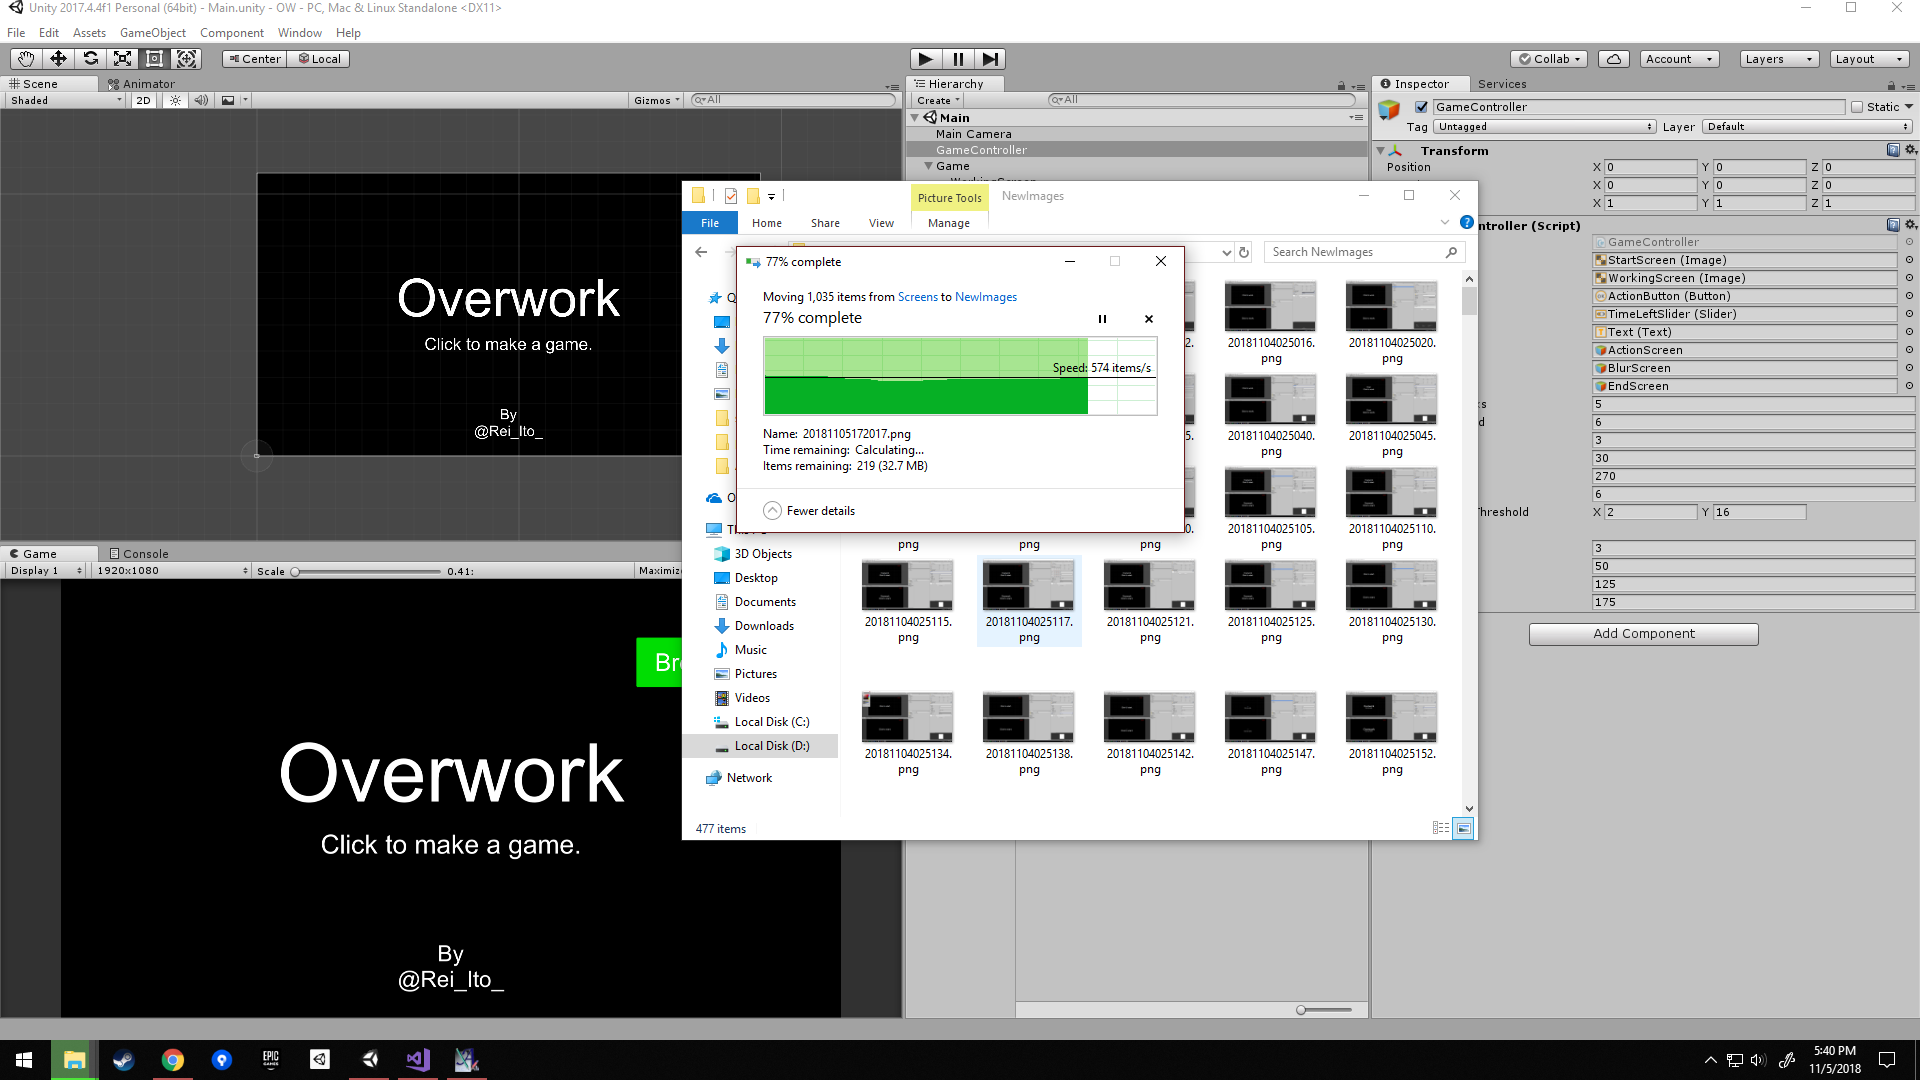 Unity 2017.4.4f1 Personal (64bit) - Main.unity - OW - PC, Mac & Linux Standalone <DX11>
File Edit Assets GameObject Component Window Help
Center Local
Collab Account Layers Layout
Scene Animator
Shaded 2D Gizmos All
Overwork
Click to make a game.
By
@Rei_Ito_
Game Console
Display 1 1920x1080 Scale 0.41:
Overwork
Click to make a game.
By
@Rei_Ito_
Hierarchy
Create All
Main
Main Camera
GameController
Game
Inspector Services
GameController Static
Tag Untagged Layer Default
Transform
Position X 0 Y 0 Z 0
X 0 Y 0 Z 0
X 1 Y 1 Z 1
(Script)
GameController
StartScreen (Image)
WorkingScreen (Image)
ActionButton (Button)
TimeLeftSlider (Slider)
Text (Text)
ActionScreen
BlurScreen
EndScreen
5
6
3
30
270
6
X 2 Y 16
3
50
125
175
Add Component
Picture Tools NewImages
File Home Share View Manage
Search NewImages
77% complete
Moving 1,035 items from Screens to NewImages
77% complete
Speed: 574 items/s
Name: 20181105172017.png
Time remaining: Calculating...
Items remaining: 219 (32.7 MB)
Fewer details
3D Objects
Desktop
Documents
Downloads
Music
Pictures
Videos
Local Disk (C:)
Local Disk (D:)
Network
20181104025016.png
20181104025020.png
20181104025040.png
20181104025045.png
20181104025105.png
20181104025110.png
png png png
20181104025115.png
20181104025117.png
20181104025121.png
20181104025125.png
20181104025130.png
20181104025134.png
20181104025138.png
20181104025142.png
20181104025147.png
20181104025152.png
477 items
EPIC GAMES
5:40 PM
11/5/2018